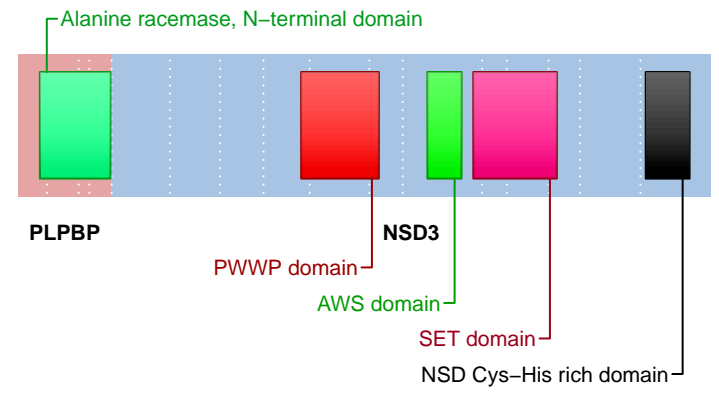 Alanine racemase, N−terminal domain
PLPBP
NSD3
PWWP domain
AWS domain
SET domain
NSD Cys−His rich domain